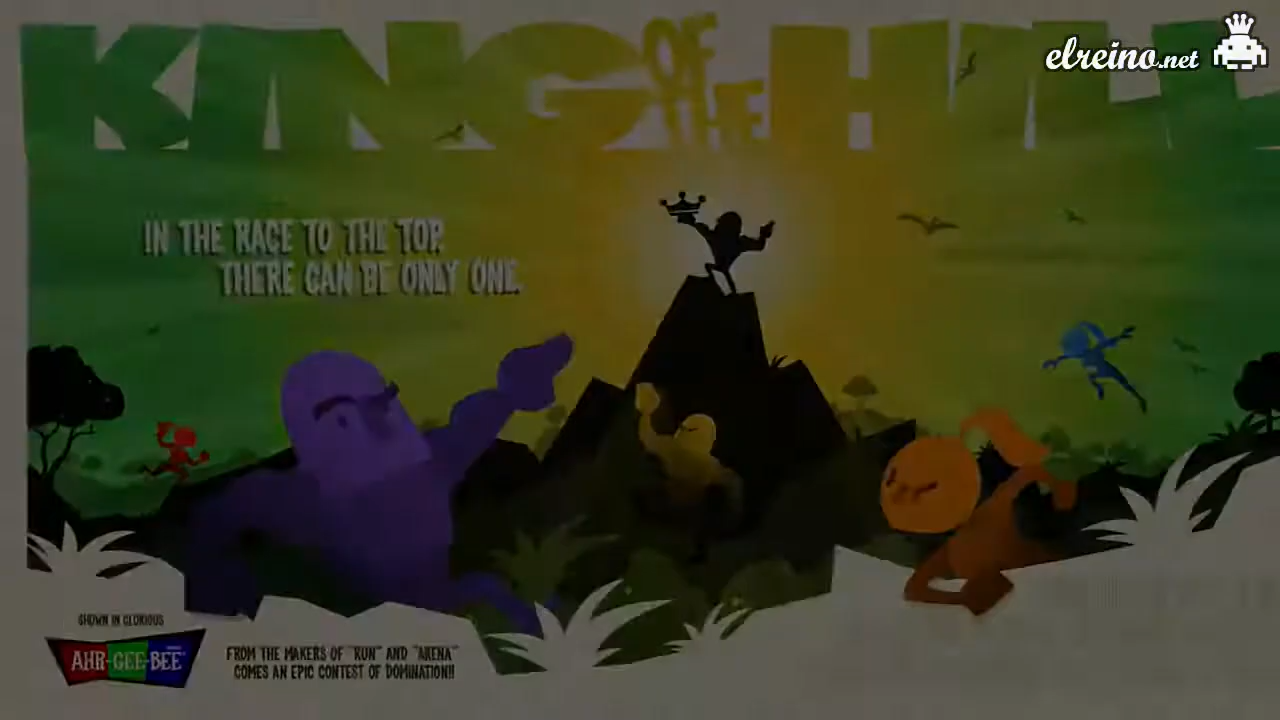 KING OF THE HILL
elreino.net
IN THE RACE TO THE TOP,
THERE CAN BE ONLY ONE.
SHOWN IN GLORIOUS
AHR-GEE-BEE
FROM THE MAKERS OF "RUN" AND "ARENA"
COMES AN EPIC CONTEST OF DOMINATION!!